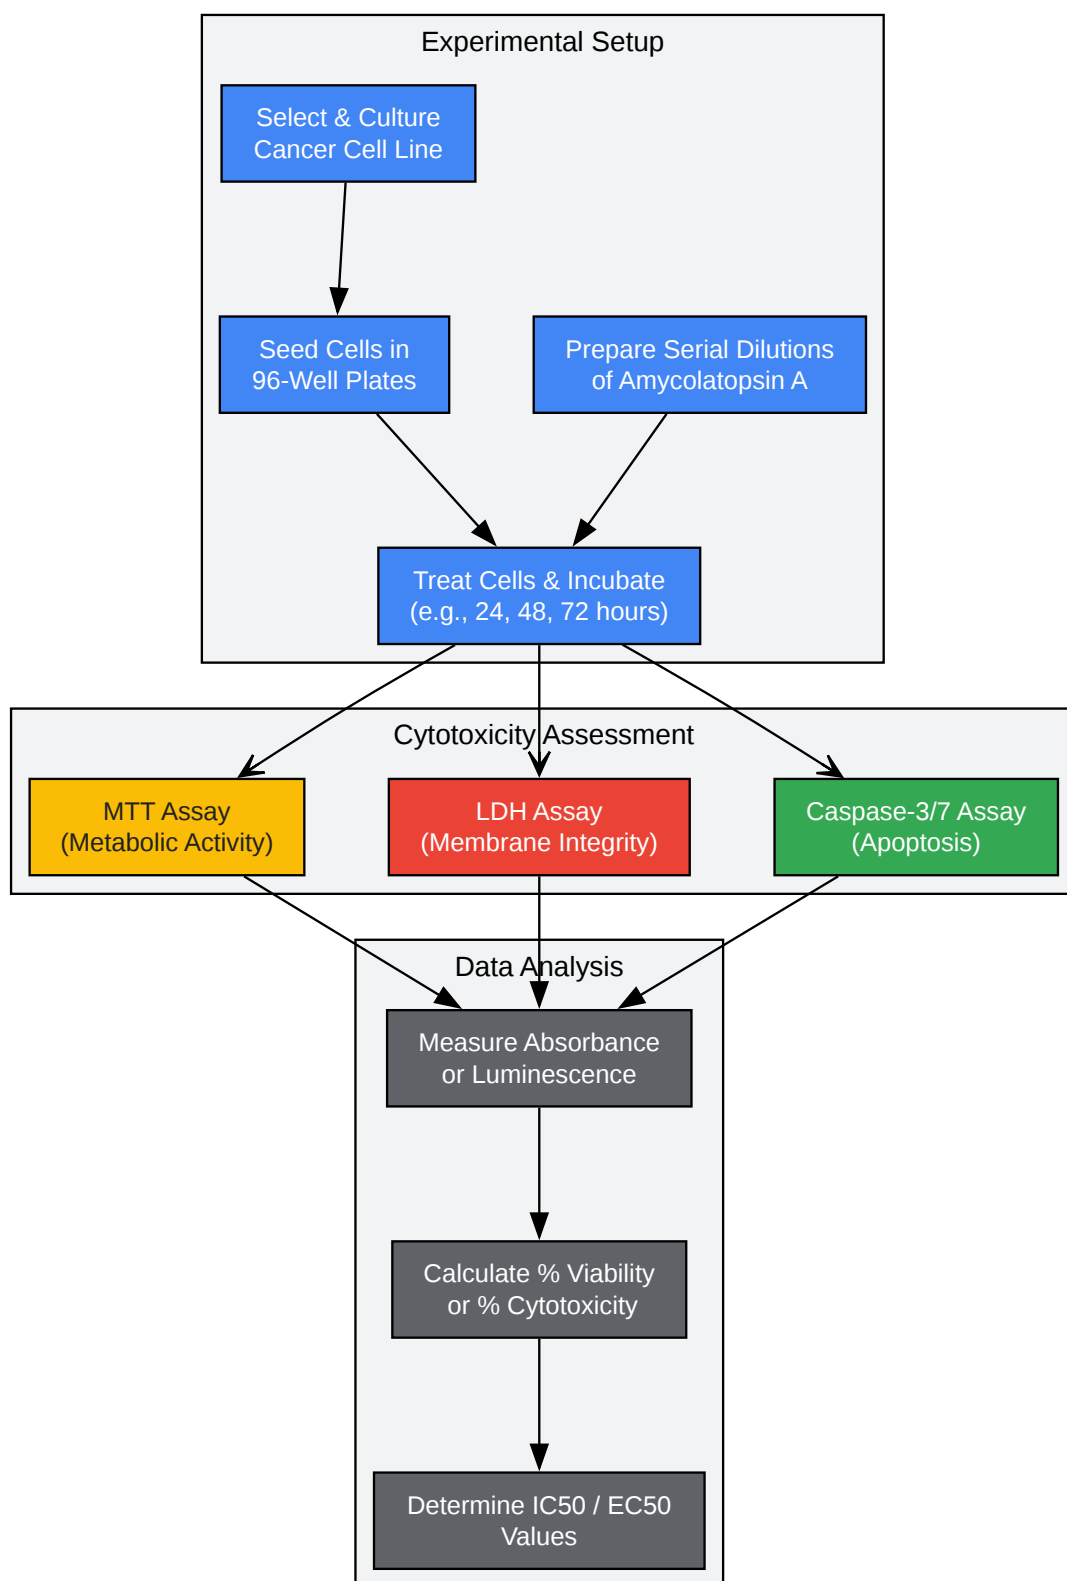 Experimental Setup
Select & Culture
Cancer Cell Line
Seed Cells in
96-Well Plates
Prepare Serial Dilutions
of Amycolatopsin A
Treat Cells & Incubate
(e.g., 24, 48, 72 hours)
Cytotoxicity Assessment
MTT Assay
(Metabolic Activity)
LDH Assay
(Membrane Integrity)
Caspase-3/7 Assay
(Apoptosis)
Data Analysis
Measure Absorbance
or Luminescence
Calculate % Viability
or % Cytotoxicity
Determine IC50 / EC50
Values